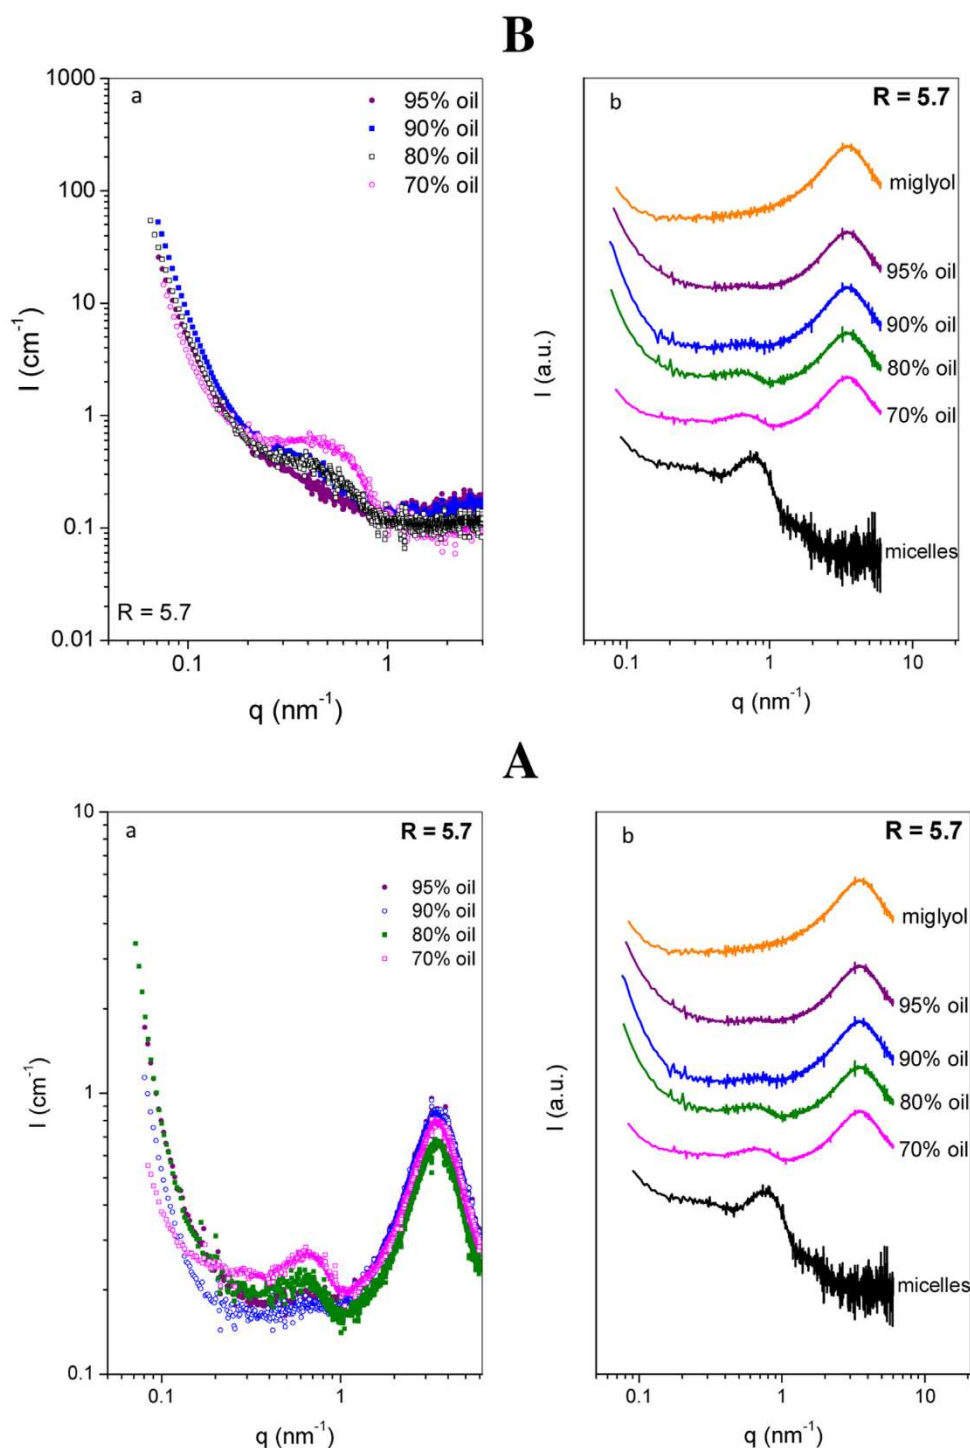 B
a
95% oil
90% oil
80% oil
70% oil
1000
100
10
1
0.1
0.01
I (cm⁻¹)
R = 5.7
0.1
1
q (nm⁻¹)
b
R = 5.7
miglyol
95% oil
90% oil
80% oil
70% oil
micelles
I (a.u.)
0.1
1
10
q (nm⁻¹)
A
a
R = 5.7
95% oil
90% oil
80% oil
70% oil
10
1
0.1
I (cm⁻¹)
0.1
1
q (nm⁻¹)
b
R = 5.7
miglyol
95% oil
90% oil
80% oil
70% oil
micelles
I (a.u.)
0.1
1
10
q (nm⁻¹)